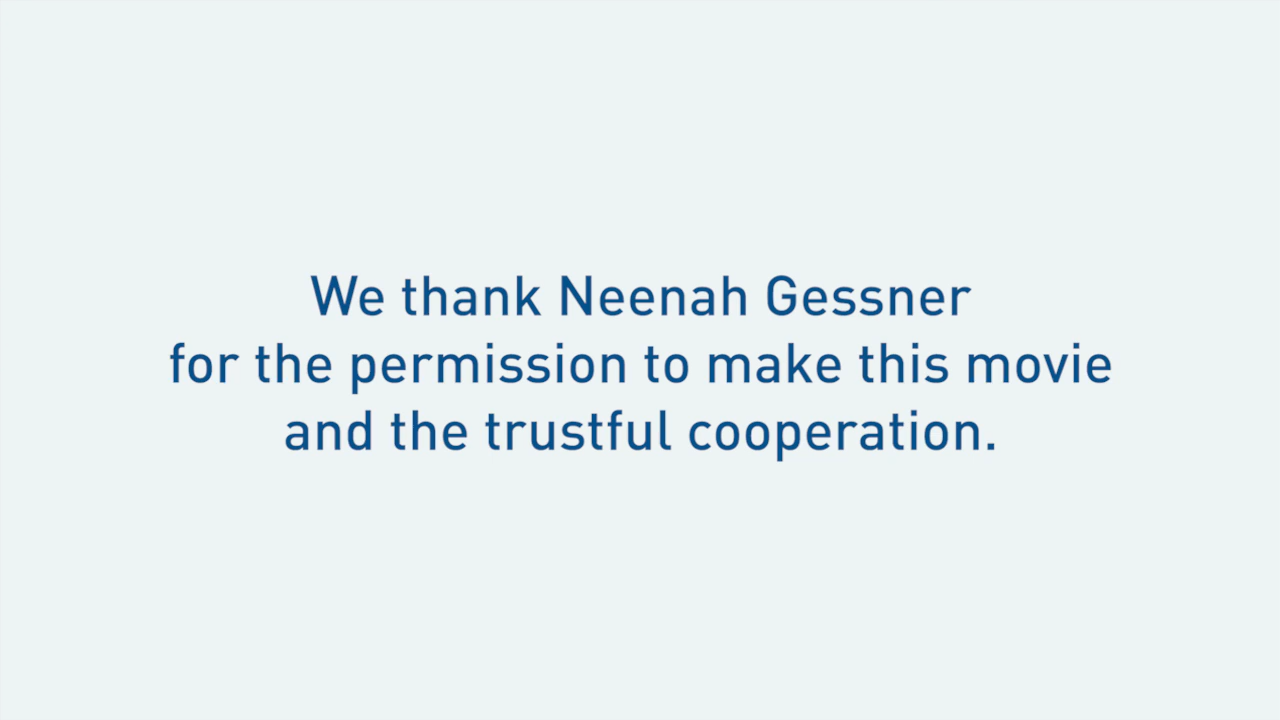 We thank Neenah Gessner
for the permission to make this movie
and the trustful cooperation.